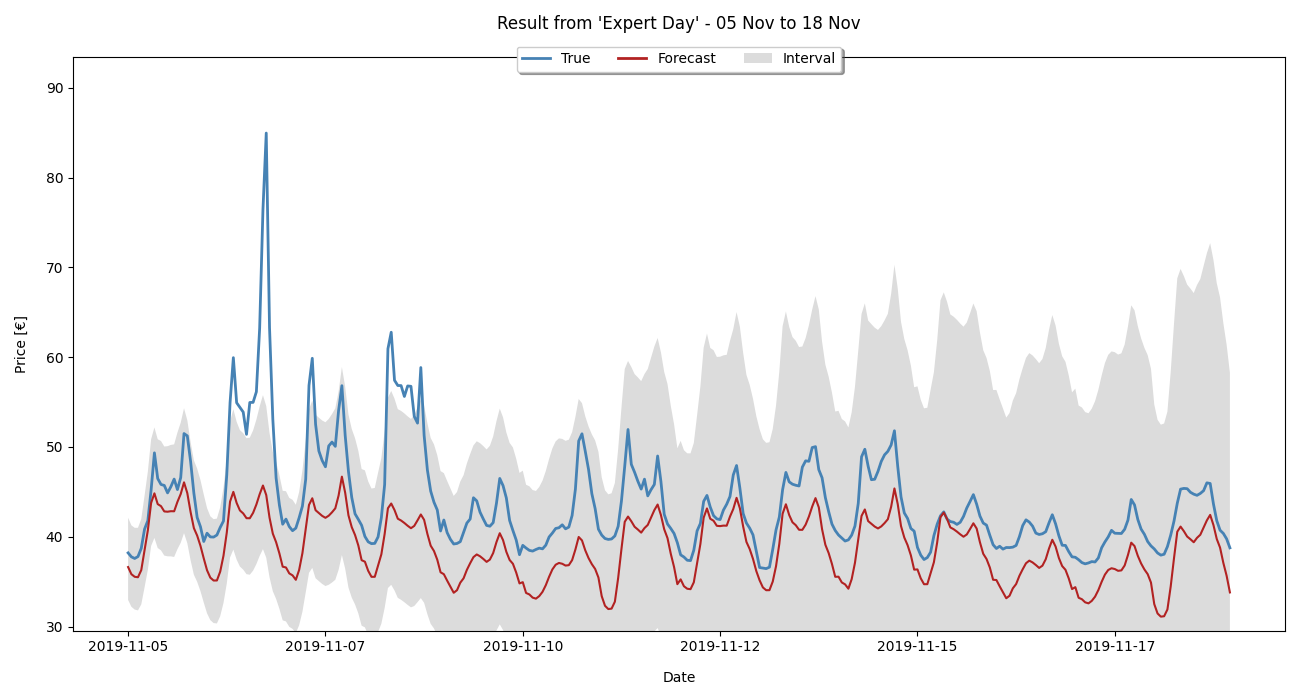 Result from 'Expert Day' - 05 Nov to 18 Nov
True Forecast Interval
90
80
70
60
50
40
30
Price [€]
2019-11-05 2019-11-07 2019-11-10 2019-11-12 2019-11-15 2019-11-17
Date